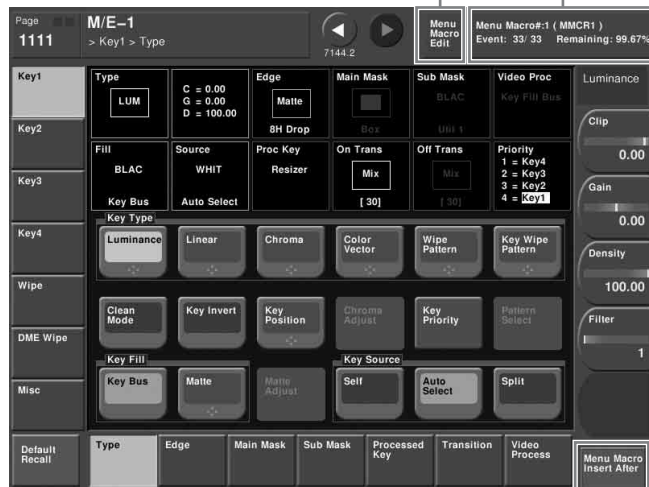 Page
1111
M/E–1
> Key1 > Type
7144.2
Menu
Macro
Edit
Menu Macro#:1 ( MMCR1 )
Event: 33/ 33 Remaining: 99.67%
Key1
Key2
Key3
Key4
Wipe
DME Wipe
Misc
Default
Recall
Type
LUM
C = 0.00
G = 0.00
D = 100.00
Edge
Matte
8H Drop
Main Mask
Box
Sub Mask
BLAC
Util 1
Video Proc
Key Fill Bus
Fill
BLAC
Key Bus
Source
WHIT
Auto Select
Proc Key
Resizer
On Trans
Mix
[ 30]
Off Trans
Mix
[ 30]
Priority
1 = Key4
2 = Key3
3 = Key2
4 = Key1
Key Type
Luminance
Linear
Chroma
Color
Vector
Wipe
Pattern
Key Wipe
Pattern
Clean
Mode
Key Invert
Key
Position
Chroma
Adjust
Key
Priority
Pattern
Select
Key Fill
Key Bus
Matte
Matte
Adjust
Key Source
Self
Auto
Select
Split
Luminance
Clip
0.00
Gain
0.00
Density
100.00
Filter
1
Type
Edge
Main Mask
Sub Mask
Processed
Key
Transition
Video
Process
Menu Macro
Insert After